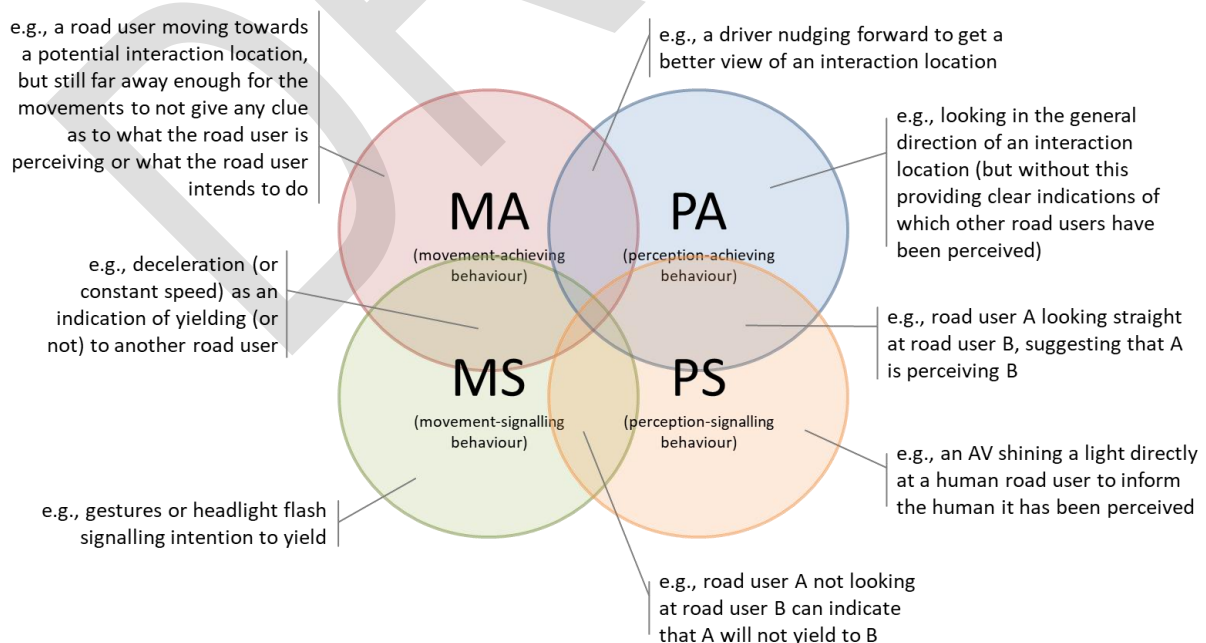 e.g., a road user moving towards
a potential interaction location,
but still far away enough for the
movements to not give any clue
as to what the road user is
perceiving or what the road user
intends to do
e.g., a driver nudging forward to get a
better view of an interaction location
e.g., looking in the general
direction of an interaction
location (but without this
providing clear indications of
which other road users have
been perceived)
MA
(movement-achieving
behaviour)
PA
(perception-achieving
behaviour)
e.g., deceleration (or
constant speed) as an
indication of yielding (or
not) to another road user
e.g., road user A looking straight
at road user B, suggesting that A
is perceiving B
MS
(movement-signalling
behaviour)
PS
(perception-signalling
behaviour)
e.g., an AV shining a light directly
at a human road user to inform
the human it has been perceived
e.g., gestures or headlight flash
signalling intention to yield
e.g., road user A not looking
at road user B can indicate
that A will not yield to B